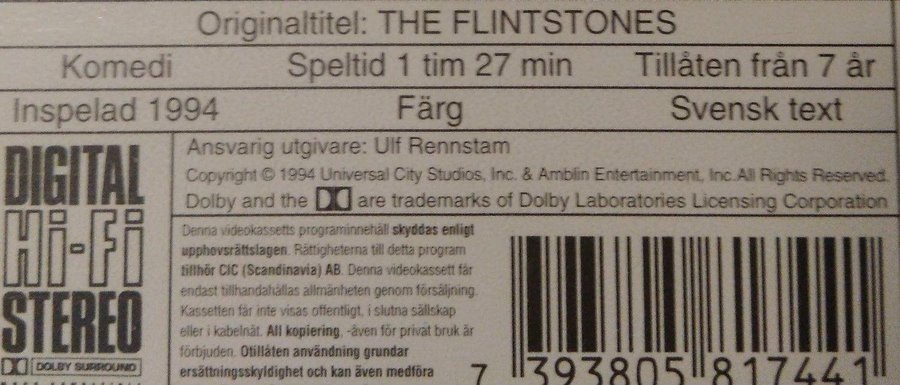 Originaltitel: THE FLINTSTONES
Komedi Speltid 1 tim 27 min Tillåten från 7 år
Inspelad 1994 Färg Svensk text
DIGITAL
Hi-Fi
STEREO
DOLBY SURROUND
Ansvarig utgivare: Ulf Rennstam
Copyright © 1994 Universal City Studios, Inc. & Amblin Entertainment, Inc.All Rights Reserved.
Dolby and the are trademarks of Dolby Laboratories Licensing Corporation
Denna videokassetts programinnehåll skyddas enligt
upphovsrättslagen. Rättigheterna till detta program
tillhör CIC (Scandinavia) AB. Denna videokassett får
endast tillhandahållas allmänheten genom försäljning.
Kassetten får inte visas offentligt, i slutna sällskap
eller i kabelnät. All kopiering, -även för privat bruk är
förbjuden. Otillåten användning grundar
ersättningsskyldighet och kan även medföra
7 393805 817441